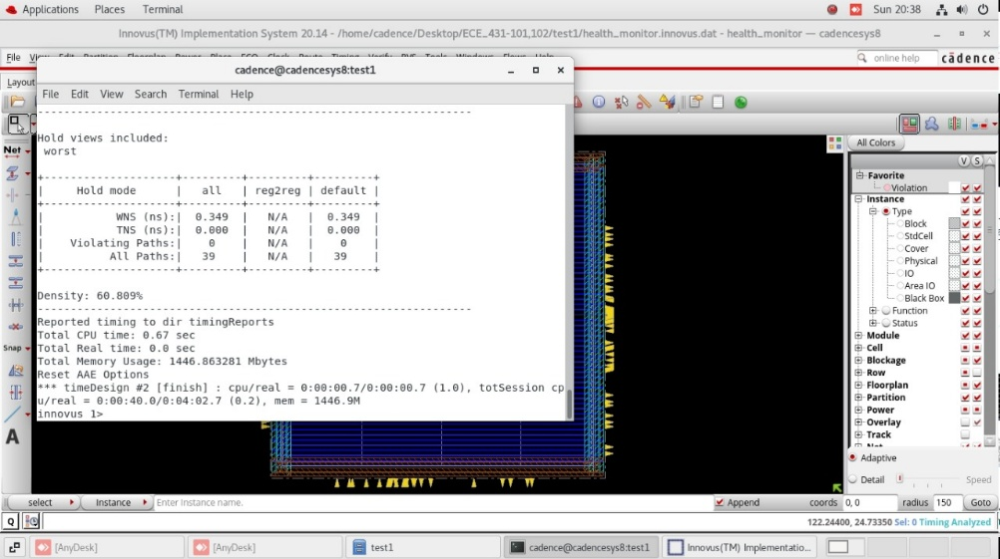 Applications Places Terminal Sun 20:38
Innovus(TM) Implementation System 20.14 - /home/cadence/Desktop/ECE_431-101,102/test1/health_monitor.innovus.dat - health_monitor — cadencesys8
File online help cādence
Layout
cadence@cadencesys8:test1
File Edit View Search Terminal Help
------------------------------------------------------------------
Hold views included:
worst
+--------------------+---------+---------+---------+
| Hold mode | all | reg2reg | default |
+--------------------+---------+---------+---------+
| WNS (ns):| 0.349 | N/A | 0.349 |
| TNS (ns):| 0.000 | N/A | 0.000 |
| Violating Paths:| 0 | N/A | 0 |
| All Paths:| 39 | N/A | 39 |
+--------------------+---------+---------+---------+
Density: 60.809%
------------------------------------------------------------------
Reported timing to dir timingReports
Total CPU time: 0.67 sec
Total Real time: 0.0 sec
Total Memory Usage: 1446.863281 Mbytes
Reset AAE Options
*** timeDesign #2 [finish] : cpu/real = 0:00:00.7/0:00:00.7 (1.0), totSession cp
u/real = 0:00:40.0/0:04:02.7 (0.2), mem = 1446.9M
innovus 1>
Net
Snap
A
All Colors
V S
Favorite
Violation
Instance
Type
Block
StdCell
Cover
Physical
IO
Area IO
Black Box
Function
Status
Module
Cell
Blockage
Row
Floorplan
Partition
Power
Overlay
Track
Adaptive
Detail Speed
select Instance Enter Instance name. Append coords 0, 0 radius 150 Goto
Q 122.24400, 24.73350 Sel: 0 Timing Analyzed
[AnyDesk] [AnyDesk] test1 cadence@cadencesys8:test1 Innovus(TM) Implementatio...